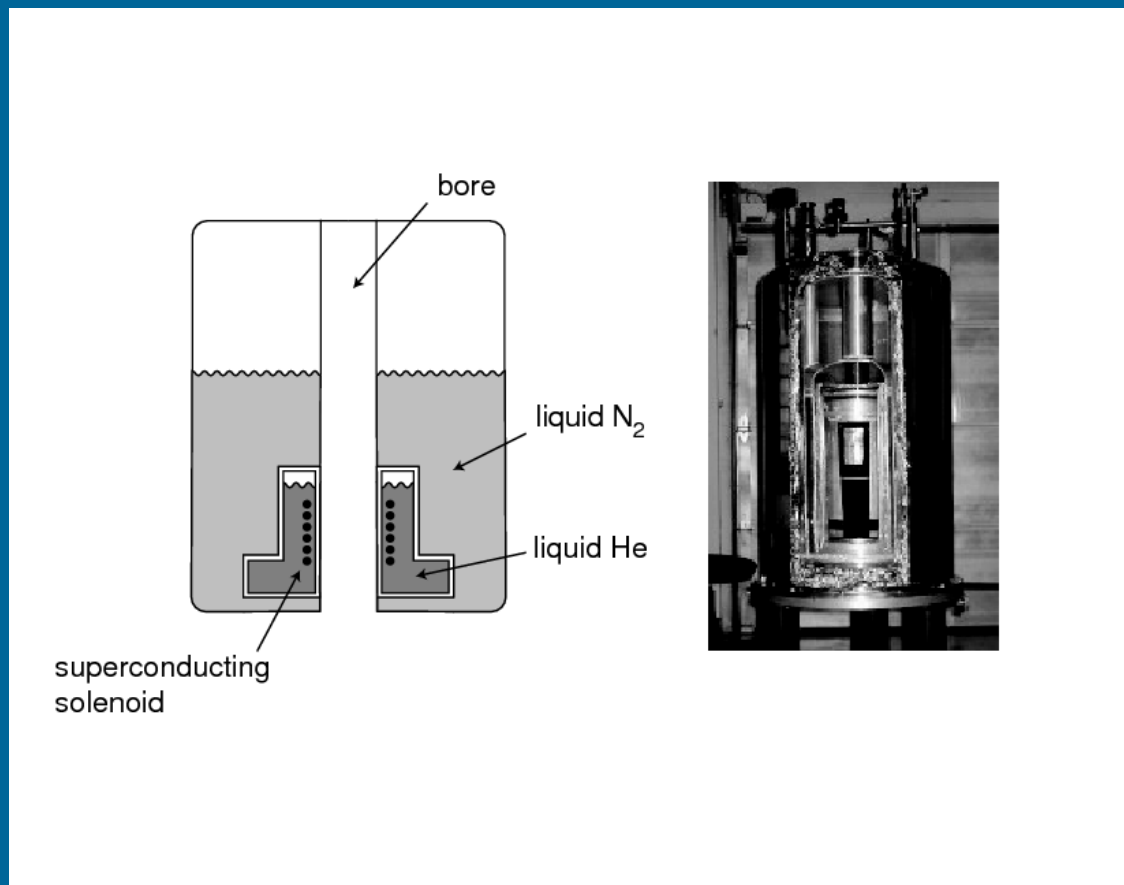 bore
liquid N₂
liquid He
superconducting
solenoid